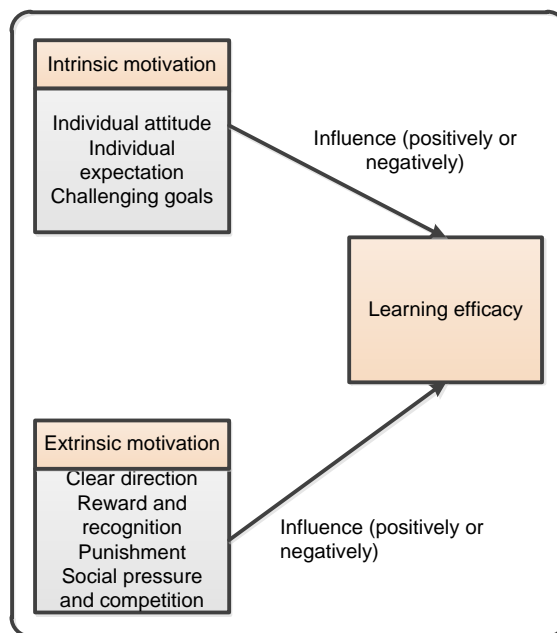 Intrinsic motivation
Individual attitude
Individual
expectation
Challenging goals
Influence (positively or
negatively)
Learning efficacy
Extrinsic motivation
Clear direction
Reward and
recognition
Punishment
Social pressure
and competition
Influence (positively or
negatively)